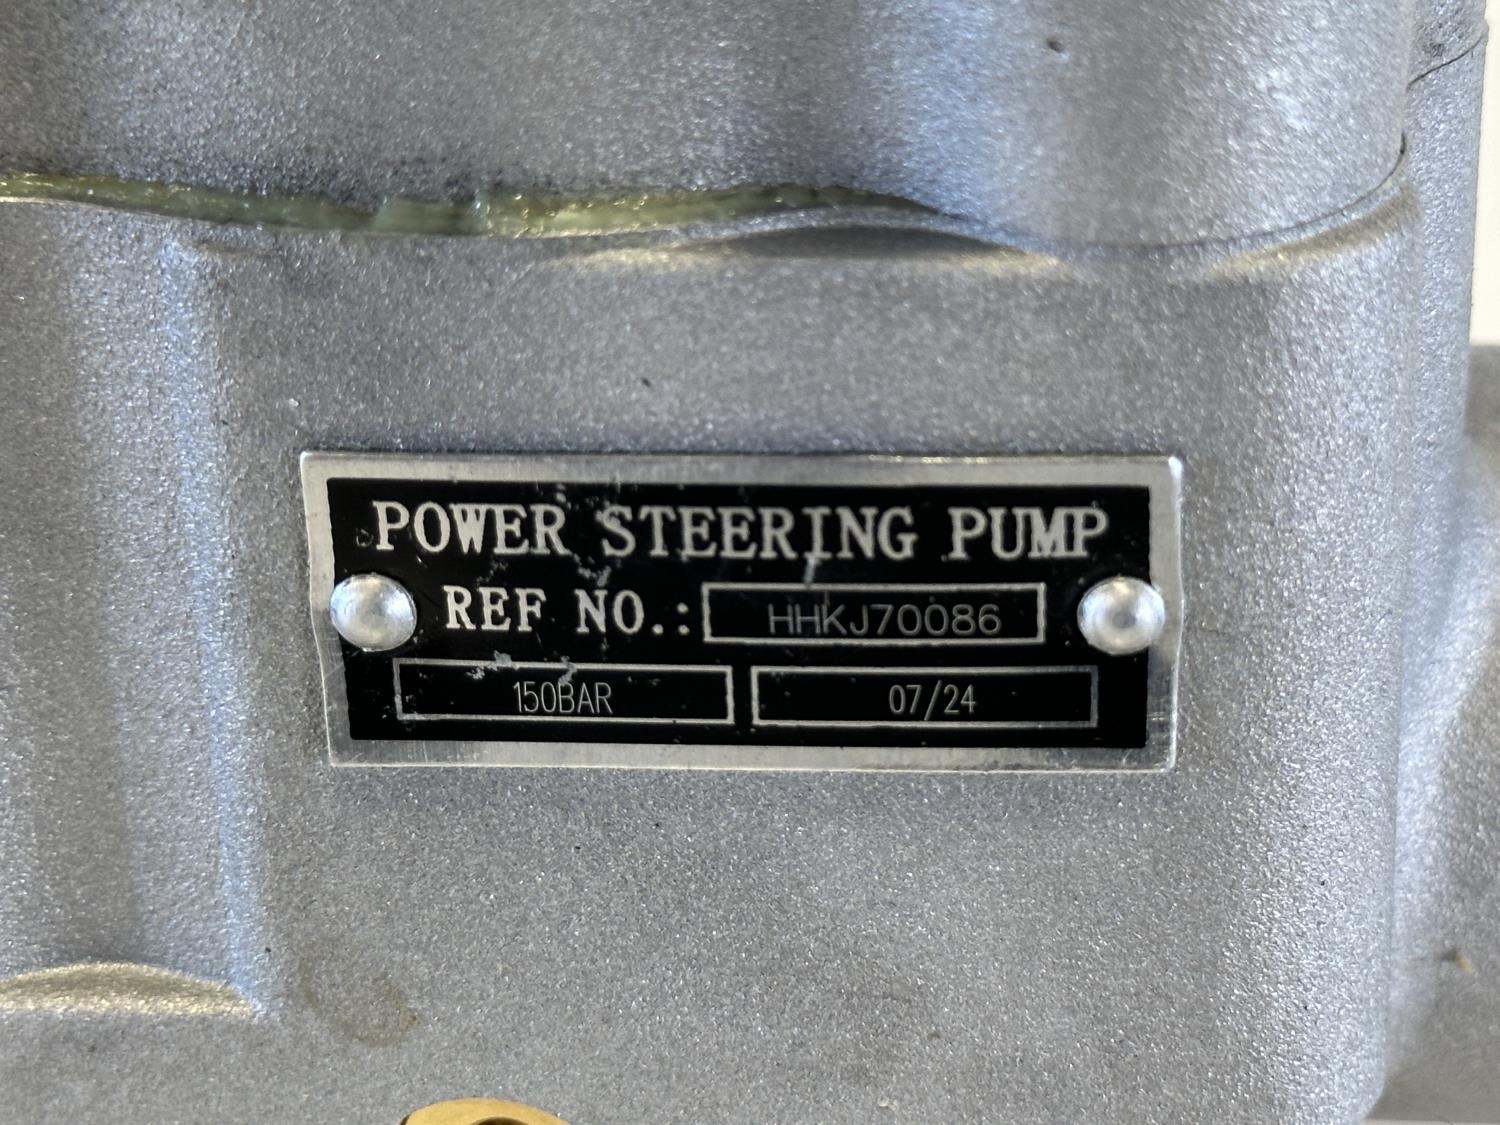 POWER STEERING PUMP
REF NO.: HHKJ70086
150BAR 07/24